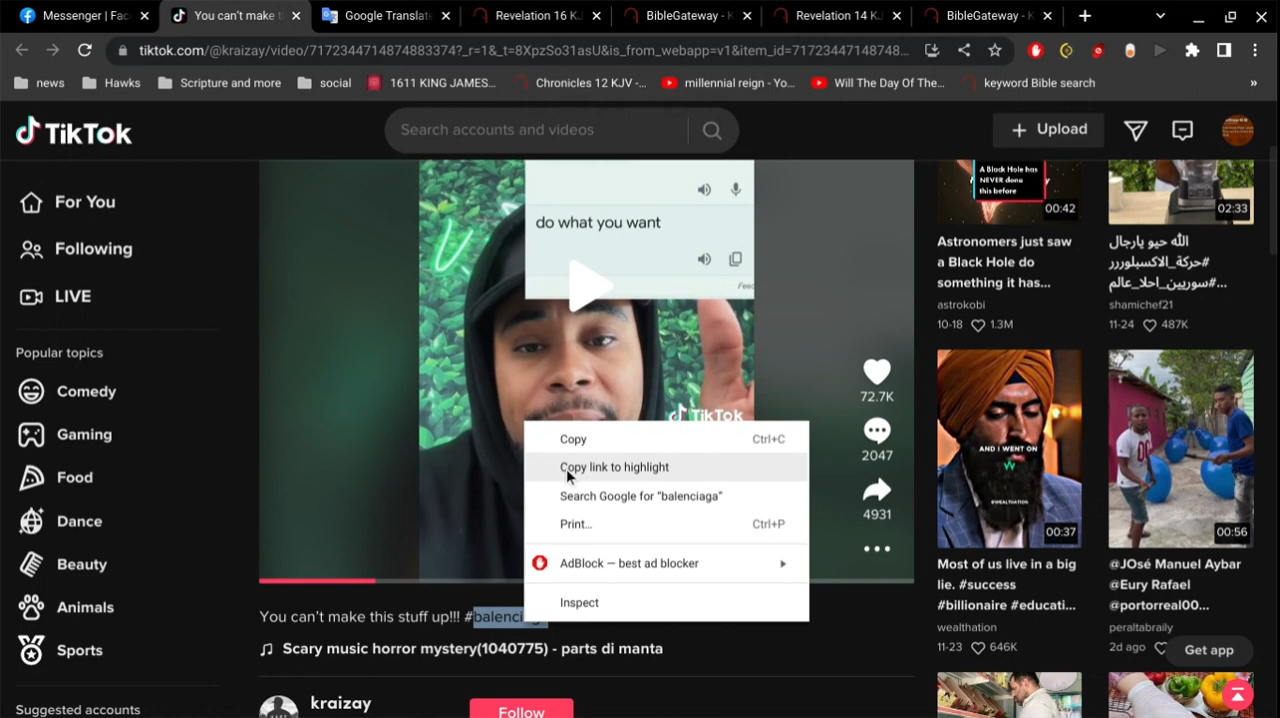 Messenger | Fac
You can't make t
Google Translat
Revelation 16 KJ
BibleGateway - K
Revelation 14 KJ
BibleGateway - K
tiktok.com/@kraizay/video/7172344714874883374?_r=1&_t=8XpzSo31asU&is_from_webapp=v1&item_id=71723447148748...
news
Hawks
Scripture and more
social
1611 KING JAMES...
Chronicles 12 KJV -...
millennial reign - Yo...
Will The Day Of The...
keyword Bible search
»
TikTok
Search accounts and videos
Upload
For You
Following
LIVE
Popular topics
Comedy
Gaming
Food
Dance
Beauty
Animals
Sports
Suggested accounts
do what you want
TikTok
72.7K
2047
4931
Copy Ctrl+C
Copy link to highlight
Search Google for "balenciaga"
Print... Ctrl+P
AdBlock — best ad blocker
Inspect
You can't make this stuff up!!! #balencia
Scary music horror mystery(1040775) - parti di manta
kraizay
Follow
A Black Hole has
NEVER done
this before
00:42
Astronomers just saw
a Black Hole do
something it has...
astrokobi
10-18 1.3M
02:33
الله حيو يارجال
#حركة_الاكسبلوررر
#سوريين_احلا_عالم...
shamichef21
11-24 487K
AND I WENT ON
@WEALTHATION
00:37
Most of us live in a big
lie. #success
#billionaire #educati...
wealthation
11-23 646K
00:56
@JOsé Manuel Aybar
@Eury Rafael
@portorreal00...
peraltabraily
2d ago
Get app